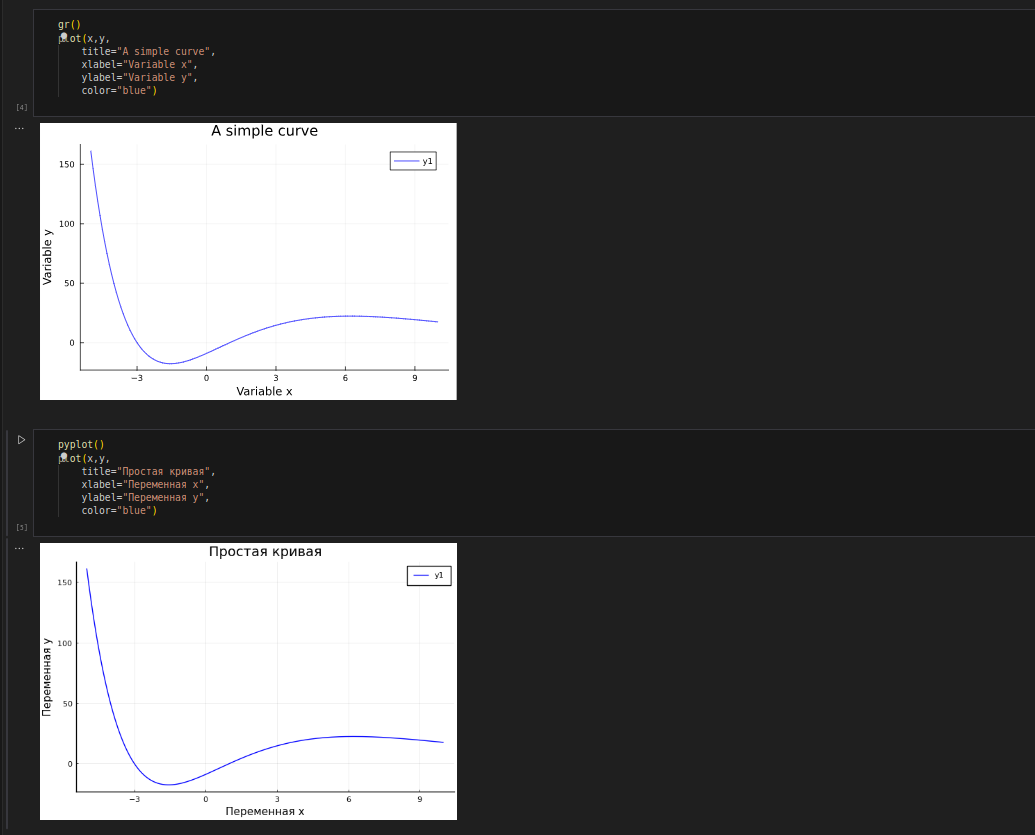 gr()
plot(x,y,
title="A simple curve",
xlabel="Variable x",
ylabel="Variable y",
color="blue")
[4]
...
A simple curve
y1
150
100
50
0
Variable y
−3 0 3 6 9
Variable x
pyplot()
plot(x,y,
title="Простая кривая",
xlabel="Переменная x",
ylabel="Переменная y",
color="blue")
[5]
...
Простая кривая
y1
150
100
50
0
Переменная y
−3 0 3 6 9
Переменная x